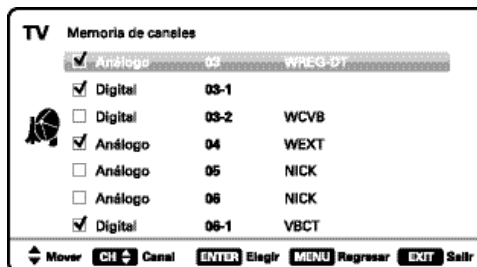 TV Memoria de canales
Análogo 03 WREG-DT
Digital 03-1
Digital 03-2 WCVB
Análogo 04 WEXT
Análogo 05 NICK
Análogo 06 NICK
Digital 06-1 VBCT
Mover CH Canal ENTER Elegir MENU Regresar EXIT Salir